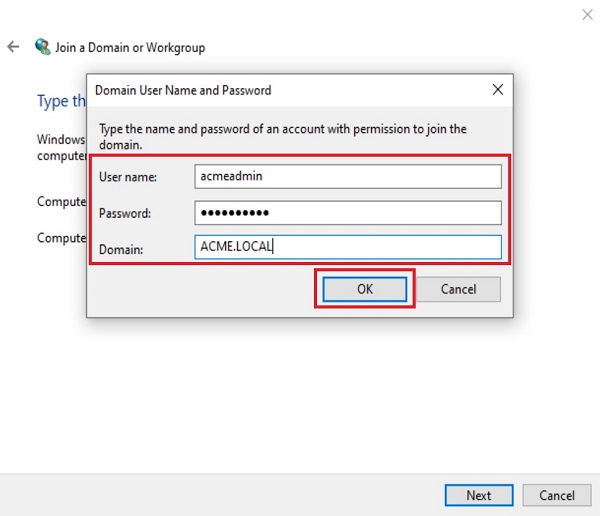 Join a Domain or Workgroup
Type th
Windows
computer
Compute
Compute
Domain User Name and Password
Type the name and password of an account with permission to join the
domain.
User name: acmeadmin
Password: ●●●●●●●●●●
Domain: ACME.LOCAL
OK Cancel
Next Cancel